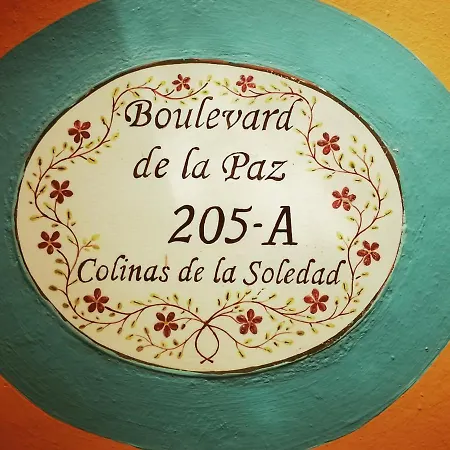 Boulevard
de la Paz
205-A
Colinas de la Soledad